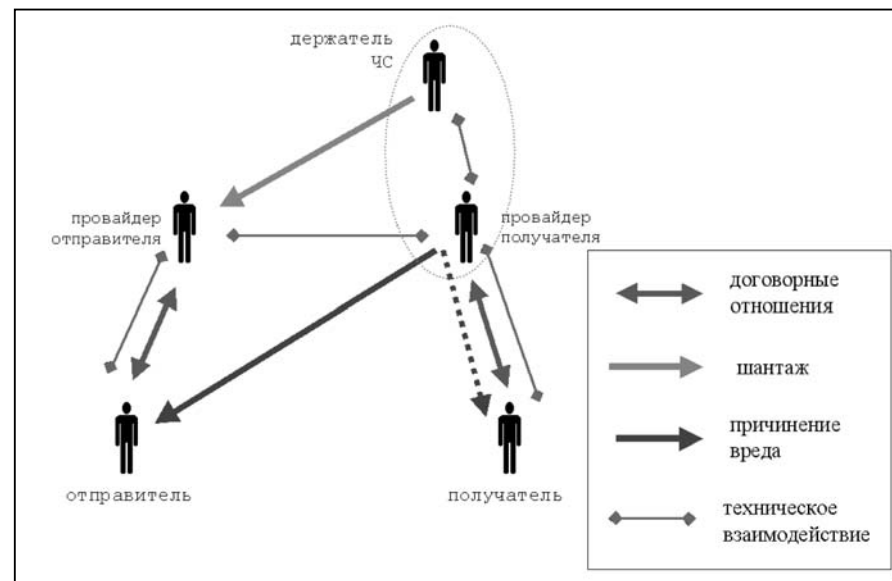 держатель
ЧС
провайдер
отправителя
провайдер
получателя
отправитель
получатель
договорные
отношения
шантаж
причинение
вреда
техническое
взаимодействие